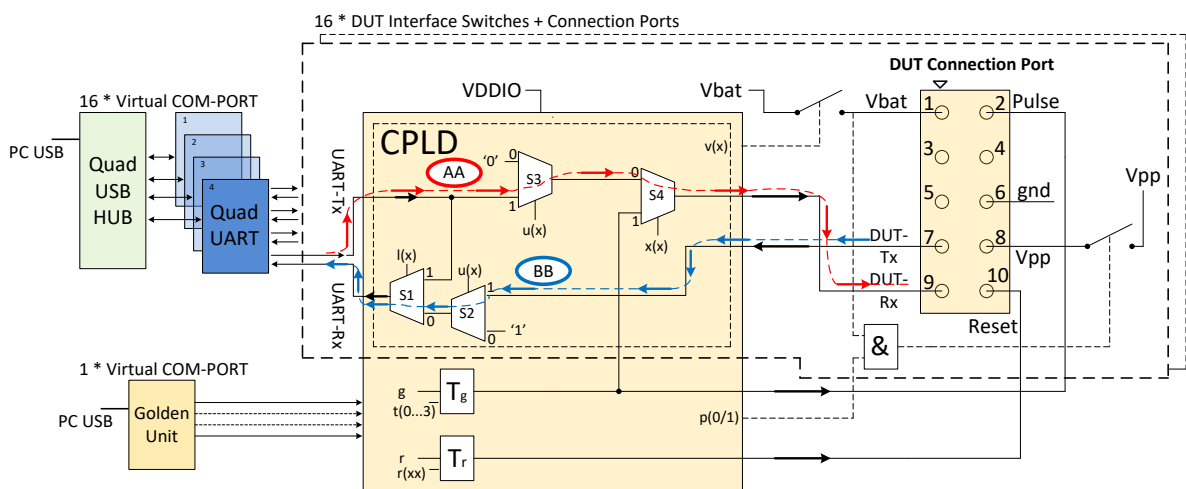 16 * DUT Interface Switches + Connection Ports
DUT Connection Port
16 * Virtual COM-PORT
PC USB
Quad
USB
HUB
1
2
3
4
Quad
UART
UART-Tx
UART-Rx
VDDIO
CPLD
AA
'0'
0
S3
1
u(x)
0
S4
1
x(x)
l(x)
1
S1
0
u(x)
1
S2
0
'1'
BB
v(x)
Vbat
Vbat
1
2
Pulse
3
4
5
6
gnd
DUT-
Tx
7
8
Vpp
Vpp
DUT-
Rx
9
10
Reset
&
p(0/1)
1 * Virtual COM-PORT
PC USB
Golden
Unit
g
t(0...3)
Tg
r
r(xx)
Tr